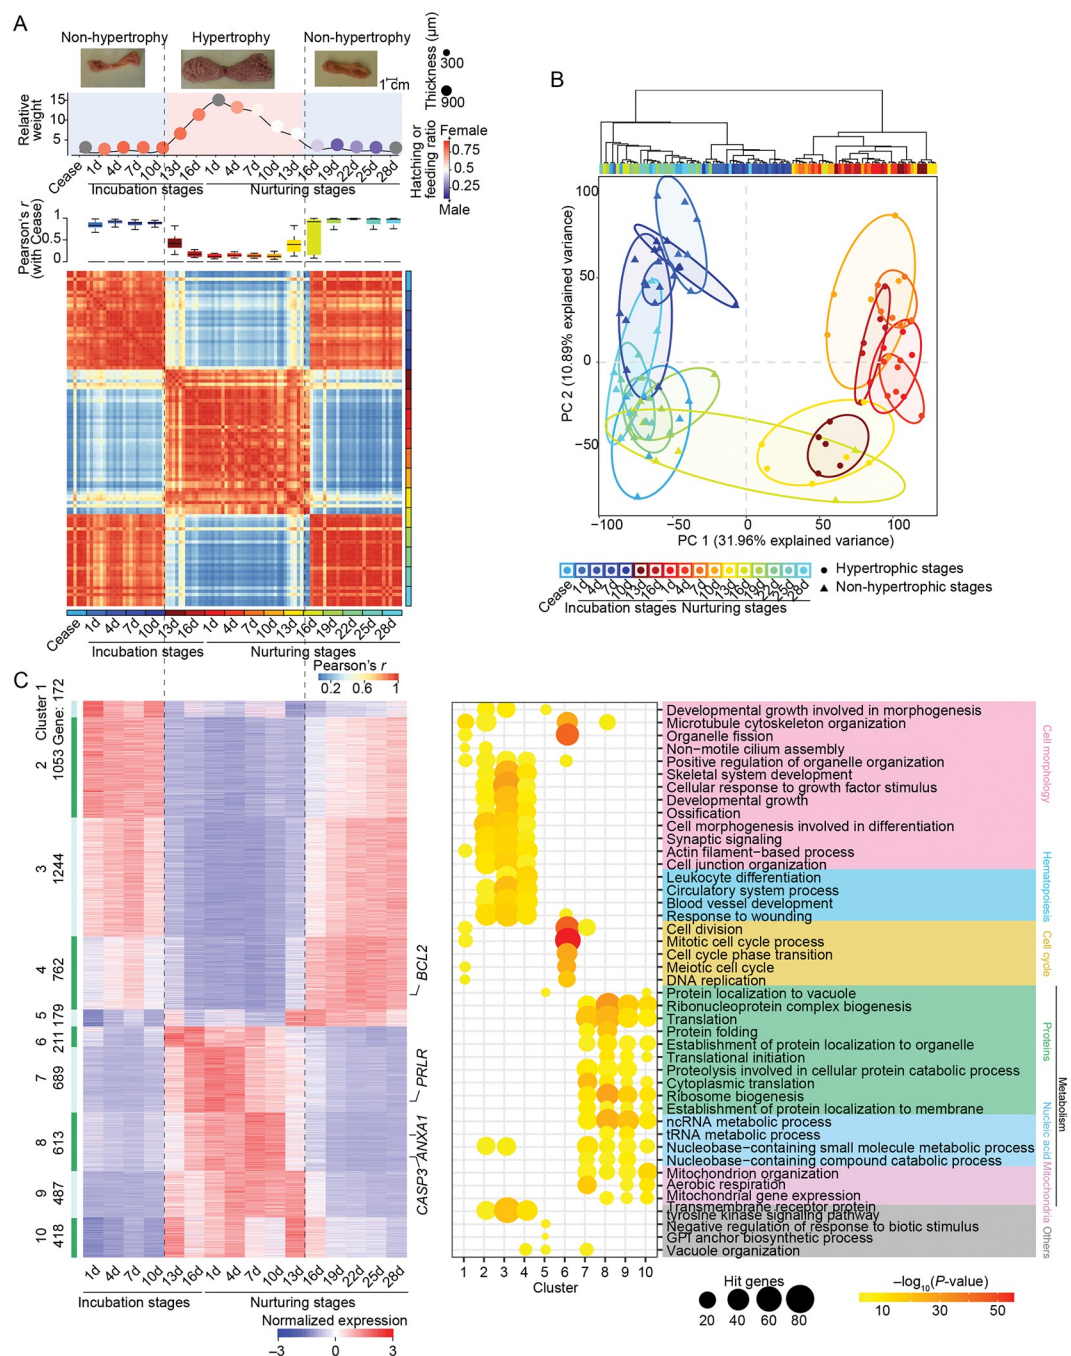 A
Non-hypertrophy
Hypertrophy
Non-hypertrophy
1 cm
Thickness (μm)
300
900
Relative weight
15
10
5
Hatching or feeding ratio
Female
0.75
0.5
0.25
Male
Cease
1d
4d
7d
10d
13d
16d
1d
4d
7d
10d
13d
16d
19d
22d
25d
28d
Incubation stages
Nurturing stages
Pearson's r (with Cease)
1
0.5
0
Cease
1d
4d
7d
10d
13d
16d
1d
4d
7d
10d
13d
16d
19d
22d
25d
28d
Incubation stages
Nurturing stages
Pearson's r
0.2
0.6
1
B
PC 2 (10.89% explained variance)
100
50
0
−50
−100
−50
0
50
100
PC 1 (31.96% explained variance)
Cease
1d
4d
7d
10d
13d
16d
1d
4d
7d
10d
13d
16d
19d
22d
25d
28d
Incubation stages
Nurturing stages
Hypertrophic stages
Non-hypertrophic stages
C
Cluster 1
Gene: 172
2
1053
3
1244
4
762
5
179
6
211
7
689
8
613
9
487
10
418
BCL2
PRLR
ANXA1
CASP3
1d
4d
7d
10d
13d
16d
1d
4d
7d
10d
13d
16d
19d
22d
25d
28d
Incubation stages
Nurturing stages
Normalized expression
−3
0
3
Developmental growth involved in morphogenesis
Microtubule cytoskeleton organization
Organelle fission
Non-motile cilium assembly
Positive regulation of organelle organization
Skeletal system development
Cellular response to growth factor stimulus
Developmental growth
Ossification
Cell morphogenesis involved in differentiation
Synaptic signaling
Actin filament−based process
Cell junction organization
Leukocyte differentiation
Circulatory system process
Blood vessel development
Response to wounding
Cell division
Mitotic cell cycle process
Cell cycle phase transition
Meiotic cell cycle
DNA replication
Protein localization to vacuole
Ribonucleoprotein complex biogenesis
Translation
Protein folding
Establishment of protein localization to organelle
Translational initiation
Proteolysis involved in cellular protein catabolic process
Cytoplasmic translation
Ribosome biogenesis
Establishment of protein localization to membrane
ncRNA metabolic process
tRNA metabolic process
Nucleobase−containing small molecule metabolic process
Nucleobase−containing compound catabolic process
Mitochondrion organization
Aerobic respiration
Mitochondrial gene expression
Transmembrane receptor protein
tyrosine kinase signaling pathway
Negative regulation of response to biotic stimulus
GPI anchor biosynthetic process
Vacuole organization
Cell morphology
Hematopoiesis
Cell cycle
Proteins
Nucleic acid
Mitochondria
Others
Metabolism
1 2 3 4 5 6 7 8 9 10
Cluster
Hit genes
20 40 60 80
−log10(P-value)
10 30 50